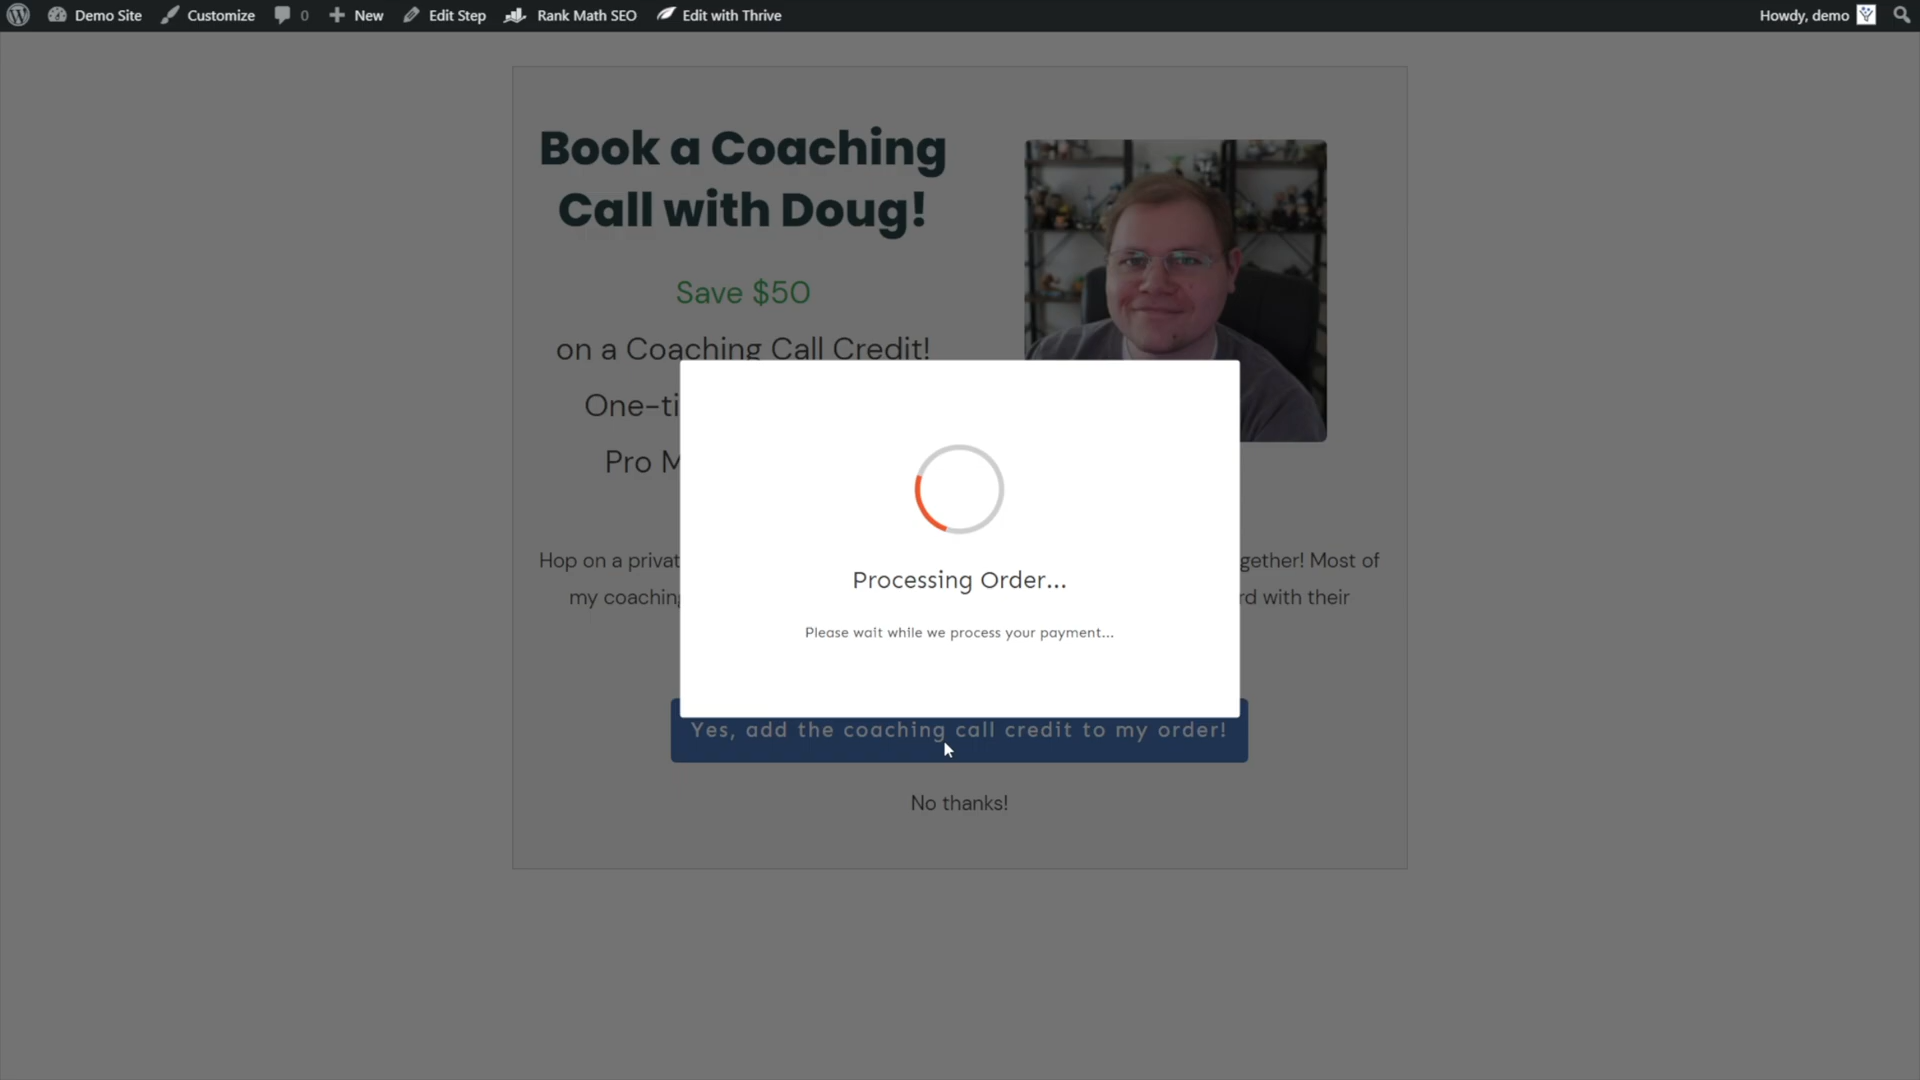 Demo Site Customize 0 New Edit Step Rank Math SEO Edit with Thrive Howdy, demo
Book a Coaching
Call with Doug!
Save $50
on a Coaching Call Credit!
One-ti
Pro M
Hop on a privat gether! Most of
my coaching rd with their
Processing Order...
Please wait while we process your payment...
Yes, add the coaching call credit to my order!
No thanks!